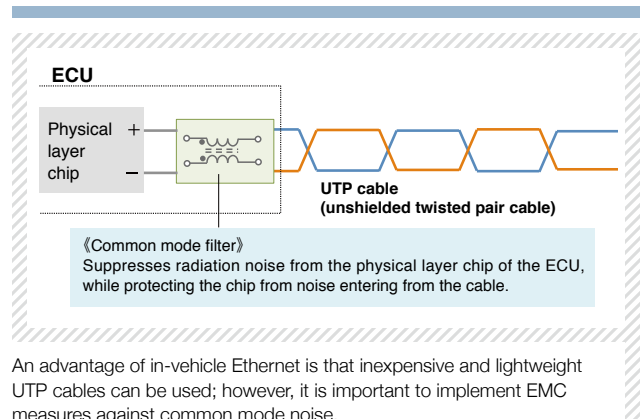 ECU
Physical +
layer
chip −
UTP cable
(unshielded twisted pair cable)
《Common mode filter》
Suppresses radiation noise from the physical layer chip of the ECU,
while protecting the chip from noise entering from the cable.
An advantage of in-vehicle Ethernet is that inexpensive and lightweight
UTP cables can be used; however, it is important to implement EMC
measures against common mode noise